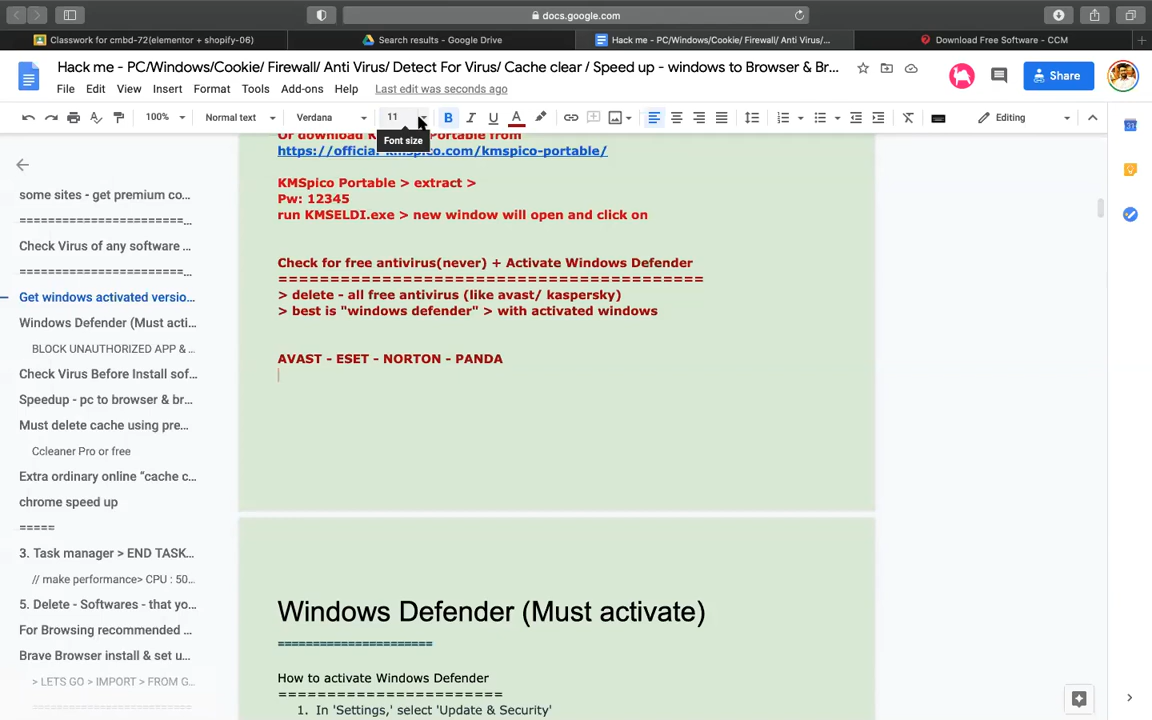 docs.google.com
Classwork for cmbd-72(elementor + shopify-06)
Search results - Google Drive
Hack me - PC/Windows/Cookie/ Firewall/ Anti Virus/...
Download Free Software - CCM
Hack me - PC/Windows/Cookie/ Firewall/ Anti Virus/ Detect For Virus/ Cache clear / Speed up - windows to Browser & Br...
Share
File Edit View Insert Format Tools Add-ons Help Last edit was seconds ago
100% Normal text Verdana 11 B I U A Editing
Font size
Or download Portable from
https://official-kmspico.com/kmspico-portable/
KMSpico Portable > extract >
Pw: 12345
run KMSELDI.exe > new window will open and click on
Check for free antivirus(never) + Activate Windows Defender
==============================================
> delete - all free antivirus (like avast/ kaspersky)
> best is "windows defender" > with activated windows
AVAST - ESET - NORTON - PANDA
Windows Defender (Must activate)
======================
How to activate Windows Defender
=========================
1. In 'Settings,' select 'Update & Security'
some sites - get premium co...
=======================...
Check Virus of any software ...
=======================...
Get windows activated versio...
Windows Defender (Must acti...
BLOCK UNAUTHORIZED APP & ...
Check Virus Before Install sof...
Speedup - pc to browser & br...
Must delete cache using pre...
Ccleaner Pro or free
Extra ordinary online “cache c...
chrome speed up
=====
3. Task manager > END TASK...
// make performance> CPU : 50...
5. Delete - Softwares - that yo...
For Browsing recommended ...
Brave Browser install & set u...
> LETS GO > IMPORT > FROM G...
=======================
31